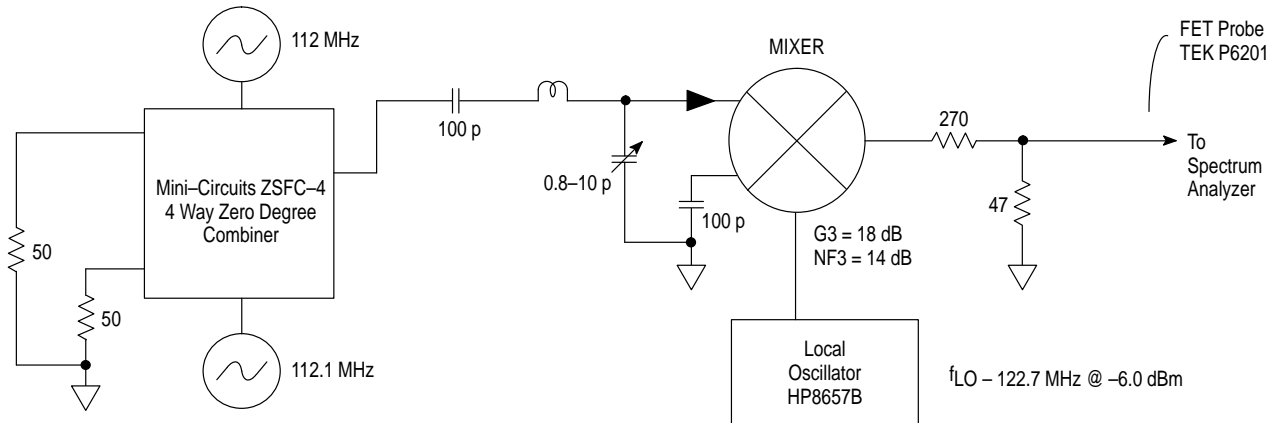 112 MHz
Mini–Circuits ZSFC–4
4 Way Zero Degree
Combiner
50
50
112.1 MHz
100 p
0.8–10 p
100 p
MIXER
G3 = 18 dB
NF3 = 14 dB
Local
Oscillator
HP8657B
fLO – 122.7 MHz @ –6.0 dBm
270
47
FET Probe
TEK P6201
To
Spectrum
Analyzer